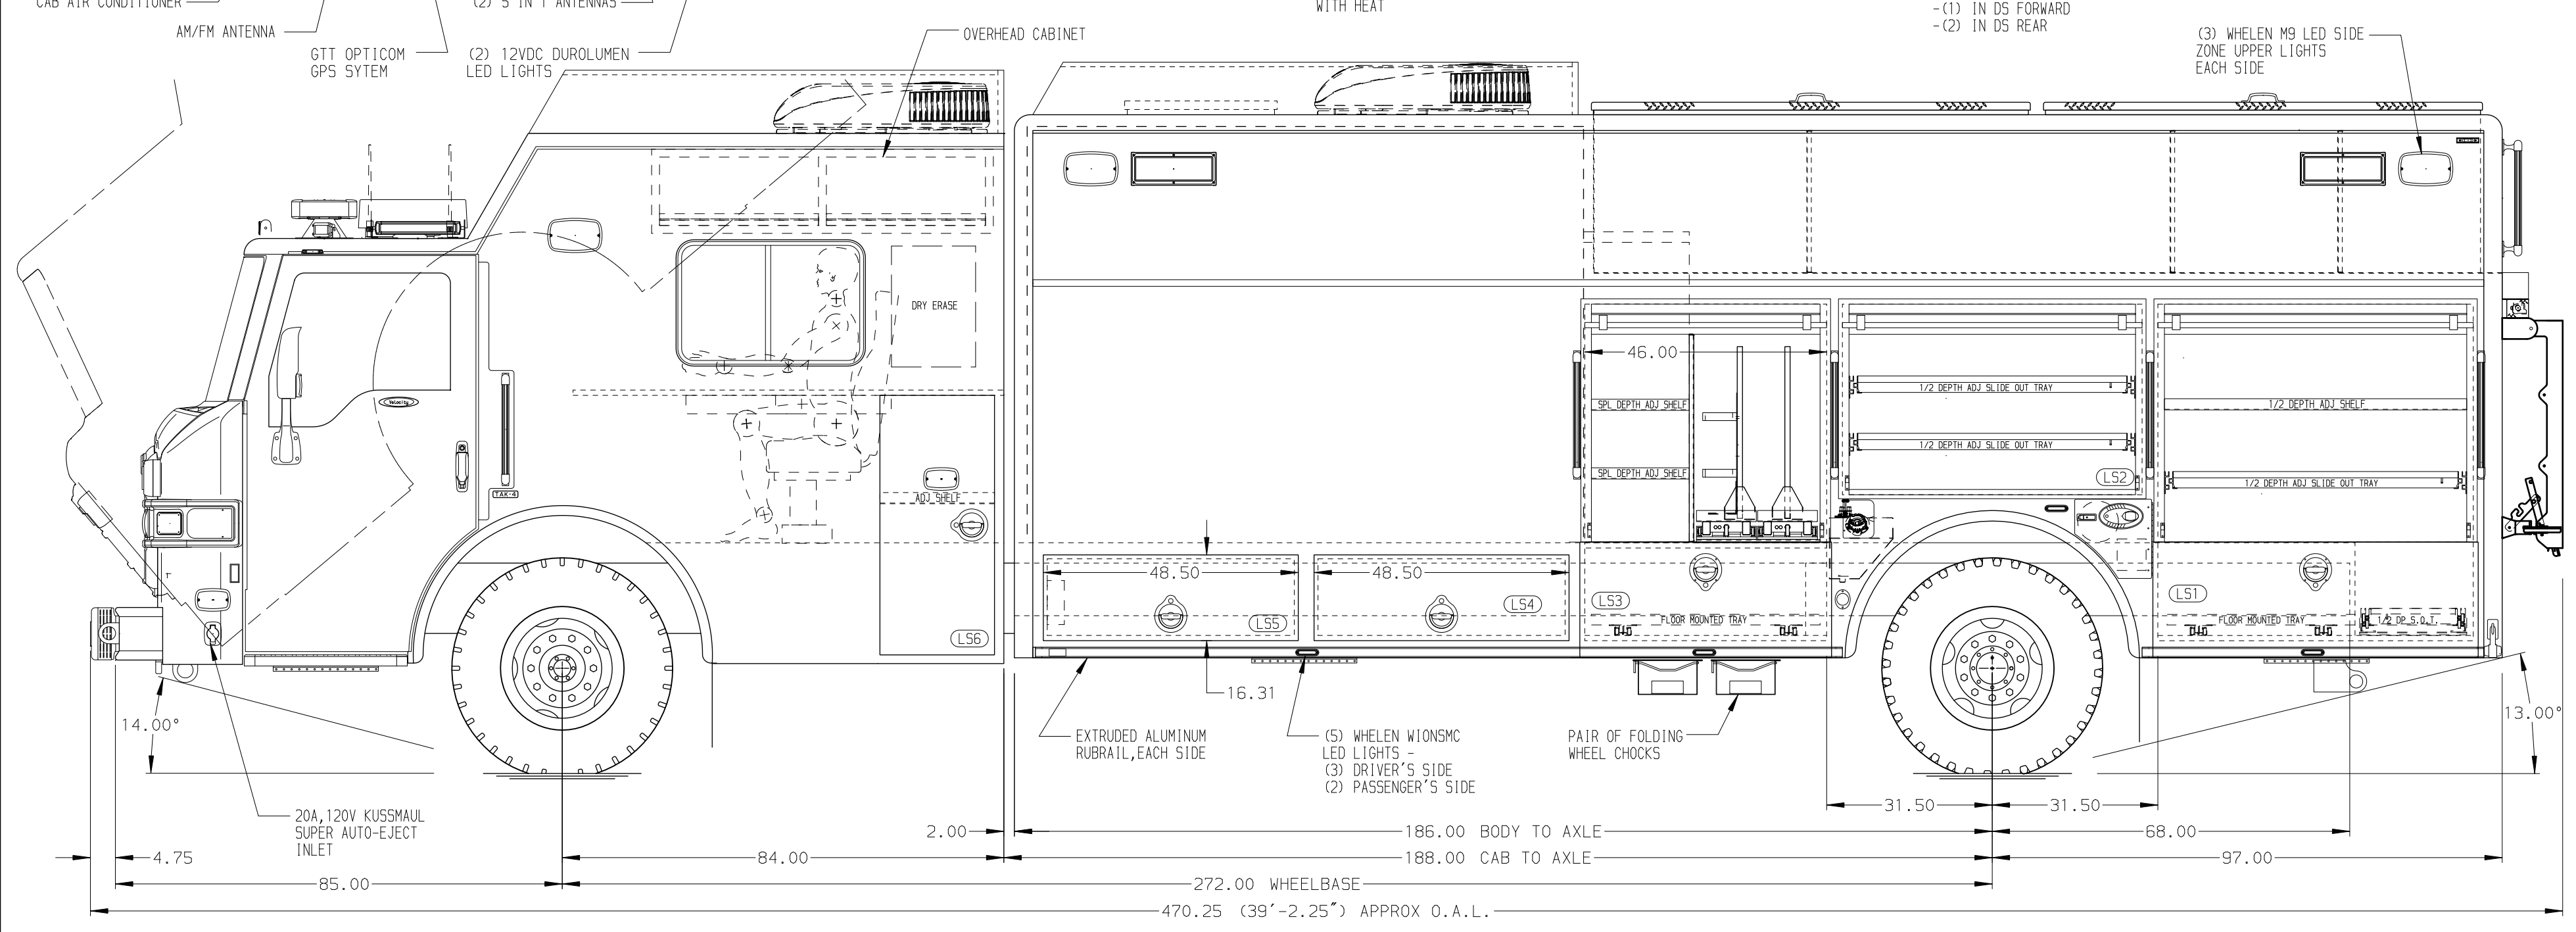 CAB AIR CONDITIONER
(2) 5 IN 1 ANTENNAS
WITH HEAT
-(1) IN DS FORWARD
-(2) IN DS REAR
AM/FM ANTENNA
OVERHEAD CABINET
(3) WHELEN M9 LED SIDE
ZONE UPPER LIGHTS
EACH SIDE
GTT OPTICOM
GPS SYTEM
(2) 12VDC DUROLUMEN
LED LIGHTS
DRY ERASE
46.00
Velocity
1/2 DEPTH ADJ SLIDE OUT TRAY
SPL DEPTH ADJ SHELF
1/2 DEPTH ADJ SHELF
1/2 DEPTH ADJ SLIDE OUT TRAY
SPL DEPTH ADJ SHELF
LS2
1/2 DEPTH ADJ SLIDE OUT TRAY
TAK-4
ADJ SHELF
48.50
48.50
LS5
LS4
LS3
LS1
FLOOR MOUNTED TRAY
FLOOR MOUNTED TRAY
1/2 DP S.O.T.
LS6
16.31
14.00°
13.00°
EXTRUDED ALUMINUM
RUBRAIL,EACH SIDE
(5) WHELEN WIONSMC
LED LIGHTS -
(3) DRIVER'S SIDE
(2) PASSENGER'S SIDE
PAIR OF FOLDING
WHEEL CHOCKS
20A,120V KUSSMAUL
SUPER AUTO-EJECT
INLET
31.50
31.50
2.00
186.00 BODY TO AXLE
68.00
4.75
84.00
188.00 CAB TO AXLE
97.00
85.00
272.00 WHEELBASE
470.25 (39'-2.25") APPROX O.A.L.